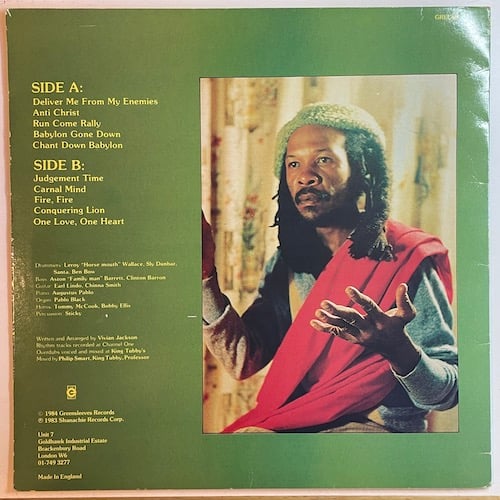 SIDE A:
Deliver Me From My Enemies
Anti Christ
Run Come Rally
Babylon Gone Down
Chant Down Babylon
SIDE B:
Judgement Time
Carnal Mind
Fire, Fire
Conquering Lion
One Love, One Heart
Drummers: Leroy "Horse mouth" Wallace, Sly Dunbar,
Santa, Ben Bow
Bass: Aston "Family man" Barrett, Clinton Barron
Guitar: Earl Lindo, Chinna Smith
Piano: Augustus Pablo
Organ: Pablo Black
Horns: Tommy McCook, Bobby Ellis
Percussion: Sticky
Written and Arranged by Vivian Jackson
Rhythm tracks recorded at Channel One
Overdubs voiced and mixed at King Tubby's
Mixed by Philip Smart, King Tubby, Professor
© 1984 Greensleeves Records
℗ 1983 Shanachie Records Corp.
Unit 7
Goldhawk Industrial Estate
Brackenbury Road
London W6
01-749 3277
Made In England